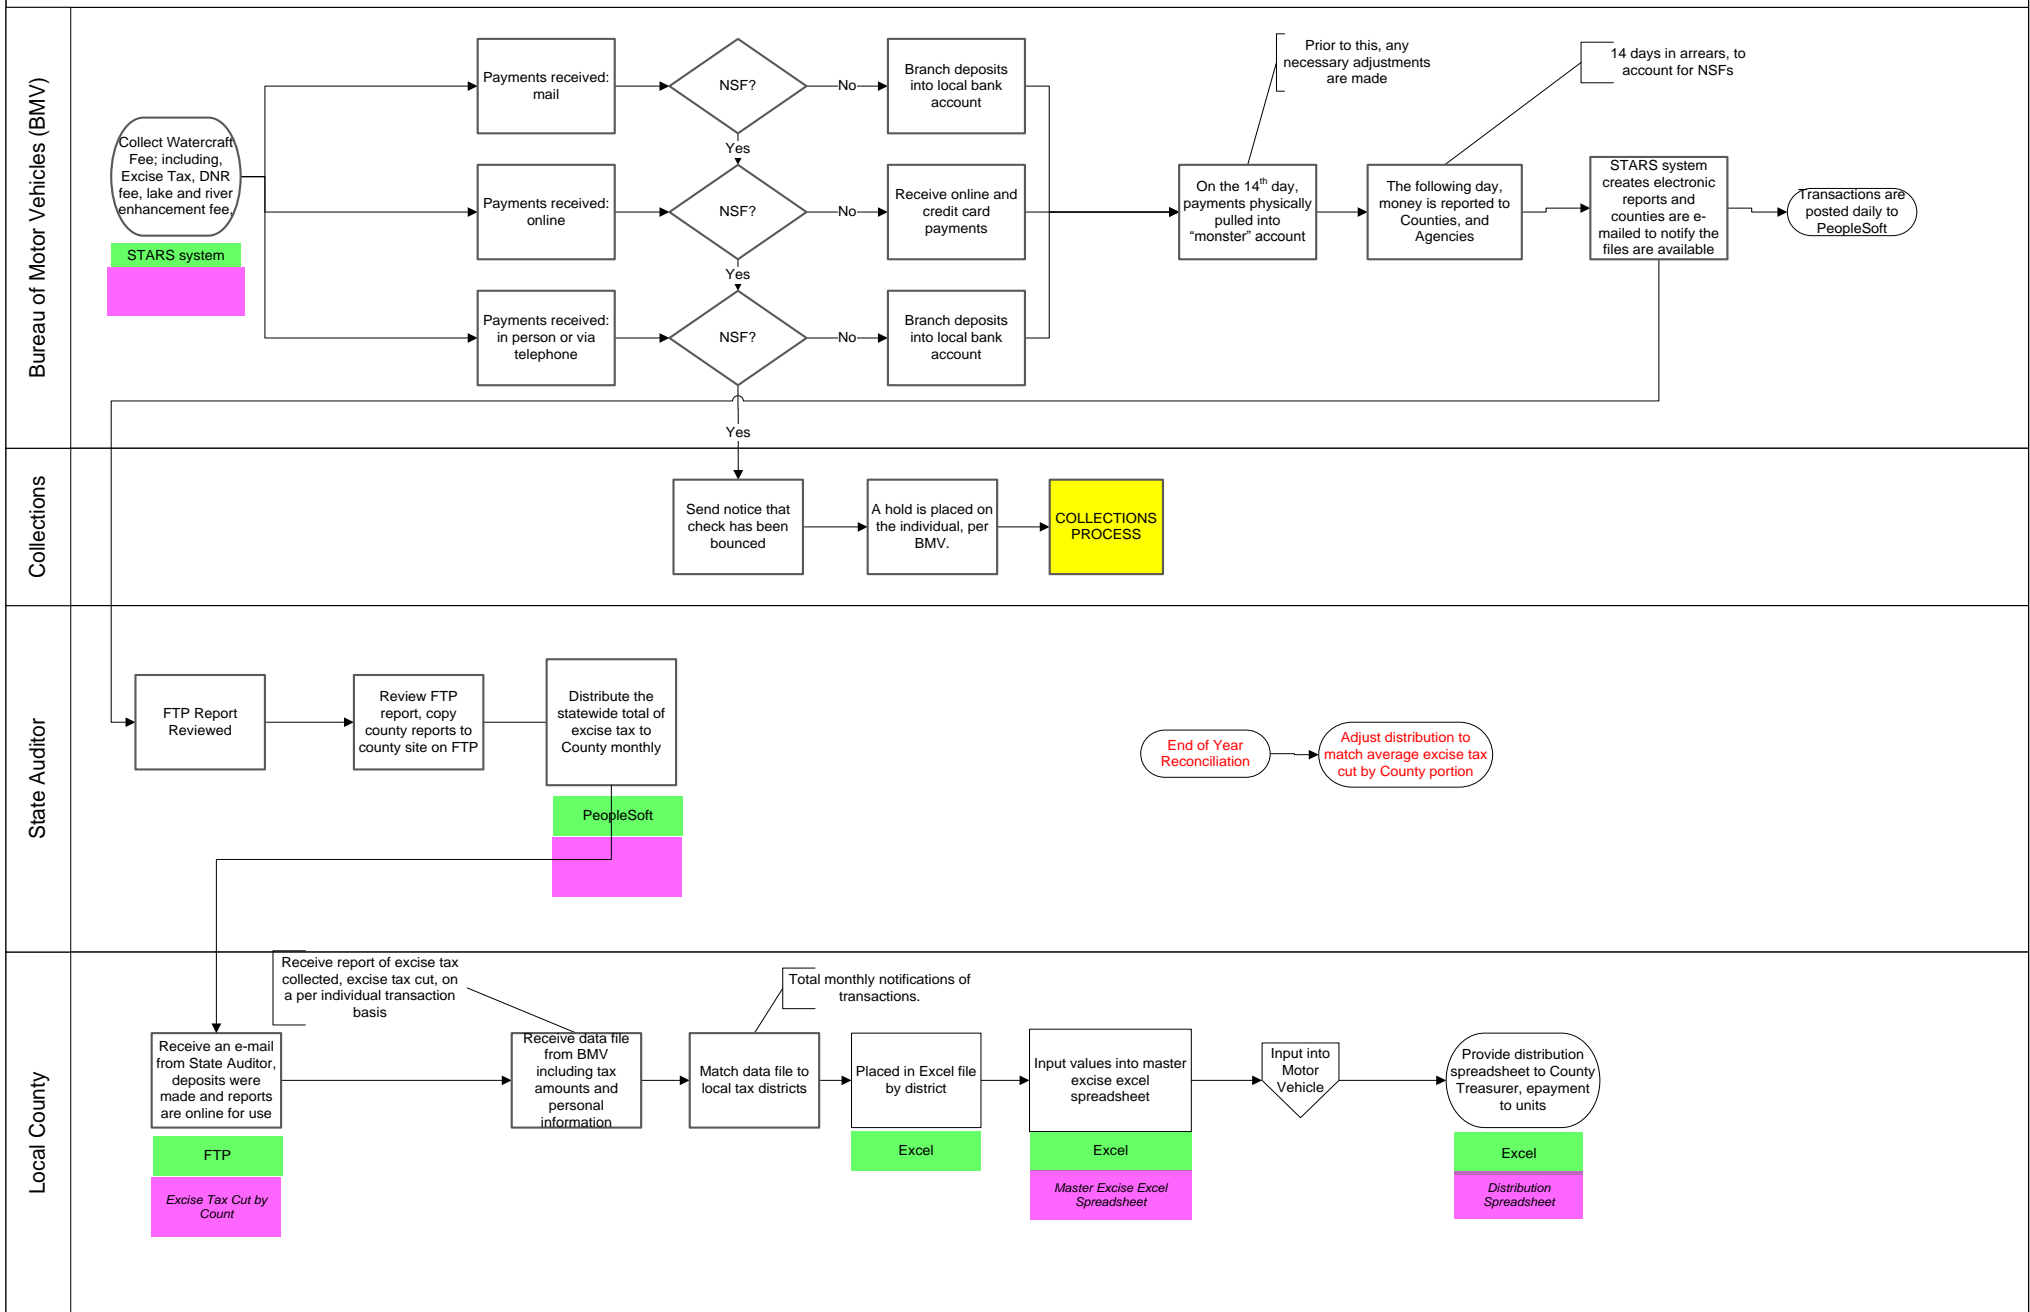 Bureau of Motor Vehicles (BMV)
Collect Watercraft
Fee; including,
Excise Tax, DNR
fee, lake and river
enhancement fee,
STARS system
Payments received:
mail
NSF?
No
Branch deposits
into local bank
account
Yes
Payments received:
online
NSF?
No
Receive online and
credit card
payments
Yes
Payments received:
in person or via
telephone
NSF?
No
Branch deposits
into local bank
account
Yes
Prior to this, any
necessary adjustments
are made
On the 14th day,
payments physically
pulled into
“monster” account
14 days in arrears, to
account for NSFs
The following day,
money is reported to
Counties, and
Agencies
STARS system
creates electronic
reports and
counties are e-
mailed to notify the
files are available
Transactions are
posted daily to
PeopleSoft
Collections
Send notice that
check has been
bounced
A hold is placed on
the individual, per
BMV.
COLLECTIONS
PROCESS
State Auditor
FTP Report
Reviewed
Review FTP
report, copy
county reports to
county site on FTP
Distribute the
statewide total of
excise tax to
County monthly
PeopleSoft
End of Year
Reconciliation
Adjust distribution to
match average excise tax
cut by County portion
Local County
Receive report of excise tax
collected, excise tax cut, on
a per individual transaction
basis
Total monthly notifications of
transactions.
Receive an e-mail
from State Auditor,
deposits were
made and reports
are online for use
FTP
Excise Tax Cut by
Count
Receive data file
from BMV
including tax
amounts and
personal
information
Match data file to
local tax districts
Placed in Excel file
by district
Excel
Input values into master
excise excel
spreadsheet
Excel
Master Excise Excel
Spreadsheet
Input into
Motor
Vehicle
Provide distribution
spreadsheet to County
Treasurer, epayment
to units
Excel
Distribution
Spreadsheet